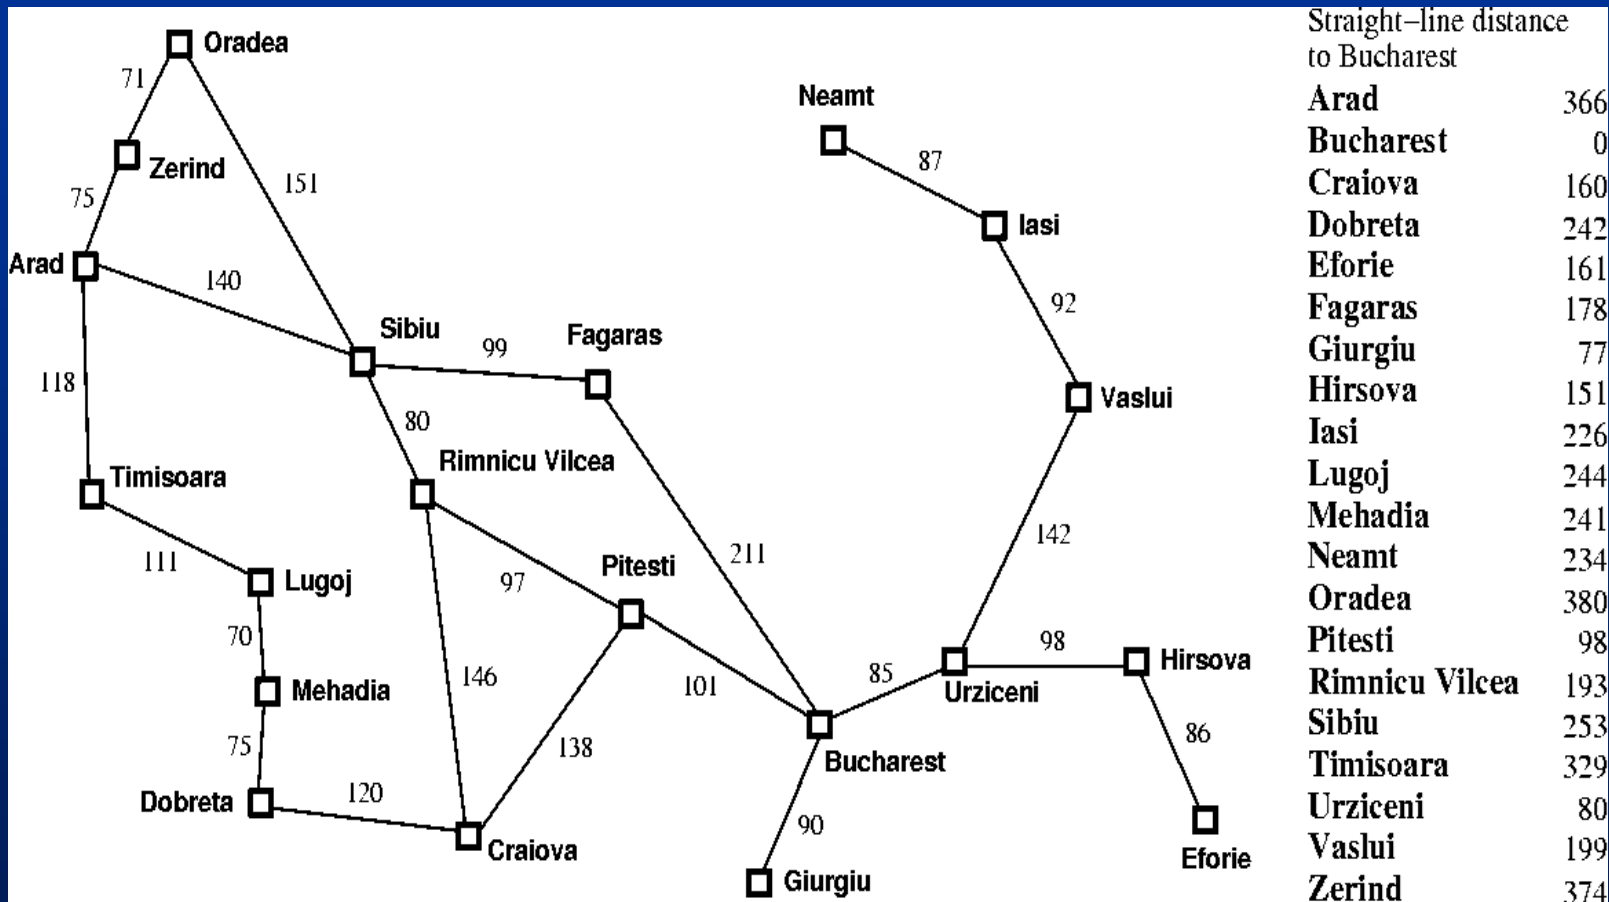 Oradea
71
Zerind
151
75
Arad
140
Sibiu
99
Fagaras
118
80
Rimnicu Vilcea
Timisoara
111
Lugoj
97
Pitesti
211
70
Mehadia
146
101
75
138
Dobreta
120
Craiova
Neamt
87
Iasi
92
Vaslui
142
98
Hirsova
85
Urziceni
86
Bucharest
90
Eforie
Giurgiu
Straight–line distance
to Bucharest
Arad 366
Bucharest 0
Craiova 160
Dobreta 242
Eforie 161
Fagaras 178
Giurgiu 77
Hirsova 151
Iasi 226
Lugoj 244
Mehadia 241
Neamt 234
Oradea 380
Pitesti 98
Rimnicu Vilcea 193
Sibiu 253
Timisoara 329
Urziceni 80
Vaslui 199
Zerind 374